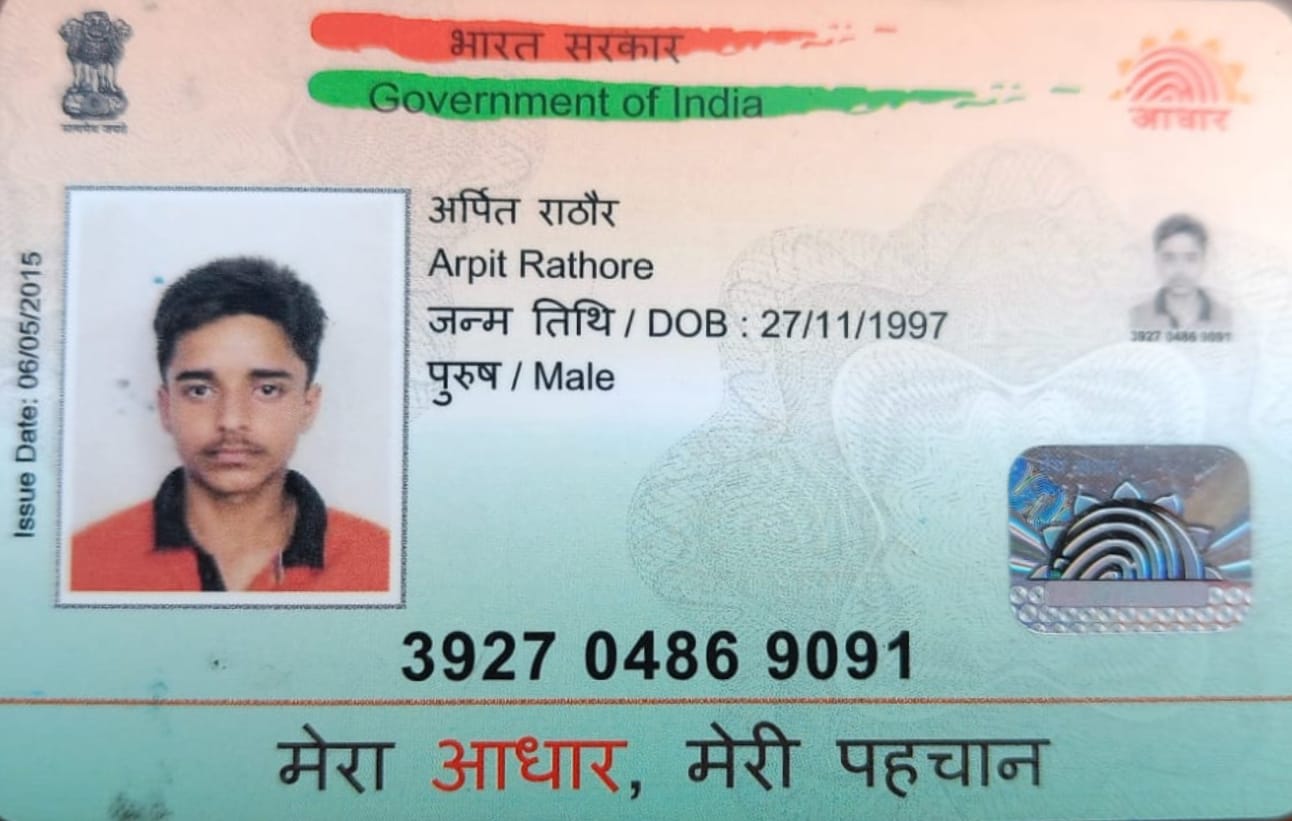 भारत सरकार
Government of India
आधार
सत्यमेव जयते
Issue Date: 06/05/2015
अर्पित राठौर
Arpit Rathore
जन्म तिथि / DOB : 27/11/1997
पुरुष / Male
3927 0486 9091
3927 0486 9091
मेरा आधार, मेरी पहचान